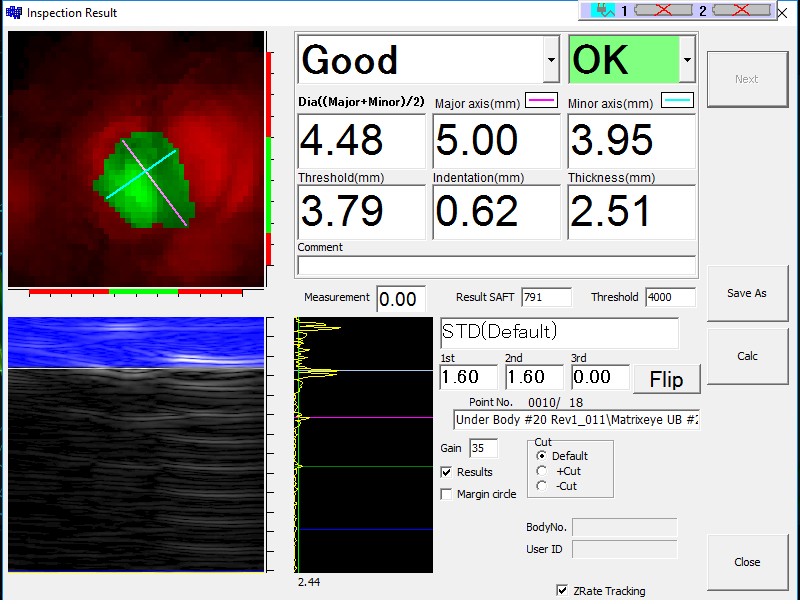 Inspection Result
1 2
Good OK
Next
Dia((Major+Minor)/2) Major axis(mm) Minor axis(mm)
4.48 5.00 3.95
Threshold(mm) Indentation(mm) Thickness(mm)
3.79 0.62 2.51
Comment
Measurement 0.00 Result SAFT 791 Threshold 4000
Save As
STD(Default)
Calc
1st 2nd 3rd
1.60 1.60 0.00 Flip
Point No. 0010/ 18
Under Body #20 Rev1_011\Matrixeye UB #2
Gain 35
Cut
Default
Results
+Cut
-Cut
Margin circle
BodyNo.
User ID
Close
2.44
ZRate Tracking